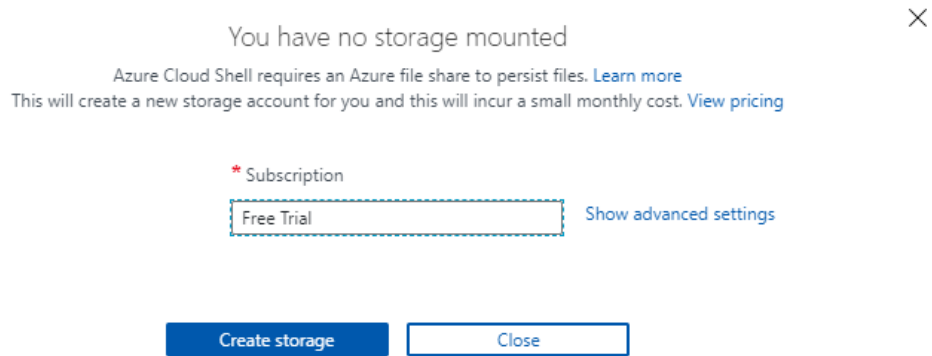 You have no storage mounted
Azure Cloud Shell requires an Azure file share to persist files. Learn more
This will create a new storage account for you and this will incur a small monthly cost. View pricing
* Subscription
Free Trial
Show advanced settings
Create storage
Close